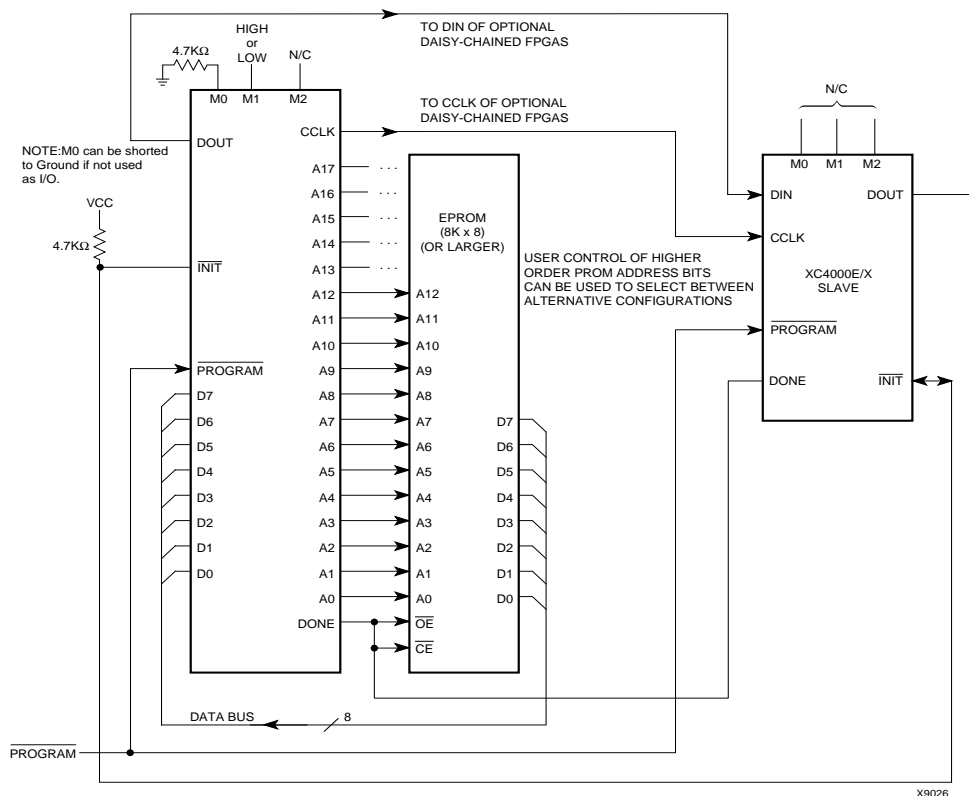 HIGH
or
LOW
4.7KΩ
N/C
TO DIN OF OPTIONAL
DAISY-CHAINED FPGAS
M0 M1 M2
TO CCLK OF OPTIONAL
DAISY-CHAINED FPGAS
N/C
M0 M1 M2
NOTE:M0 can be shorted
to Ground if not used
as I/O.
VCC
4.7KΩ
DOUT
INIT
PROGRAM
D7
D6
D5
D4
D3
D2
D1
D0
CCLK
A17 . . .
A16 . . .
A15 . . .
A14 . . .
A13 . . .
A12
A11
A10
A9
A8
A7
A6
A5
A4
A3
A2
A1
A0
DONE
EPROM
(8K x 8)
(OR LARGER)
A12
A11
A10
A9
A8
A7
A6
A5
A4
A3
A2
A1
A0
OE
CE
D7
D6
D5
D4
D3
D2
D1
D0
USER CONTROL OF HIGHER
ORDER PROM ADDRESS BITS
CAN BE USED TO SELECT BETWEEN
ALTERNATIVE CONFIGURATIONS
DIN DOUT
CCLK
XC4000E/X
SLAVE
PROGRAM
DONE INIT
DATA BUS 8
PROGRAM
X9026